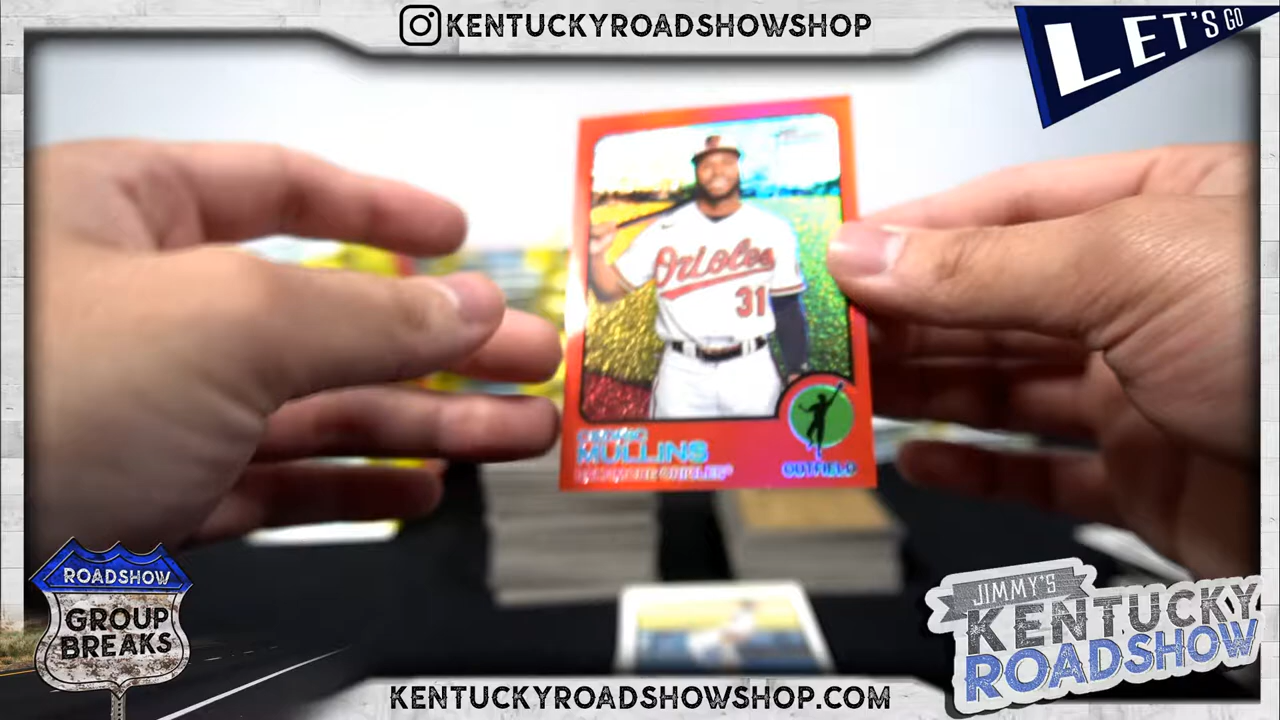 KENTUCKYROADSHOWSHOP
LET'S GO
Orioles
31
MULLINS
OUTFIELD
ROADSHOW
GROUP
BREAKS
JIMMY'S
KENTUCKY
ROADSHOW
KENTUCKYROADSHOWSHOP.COM